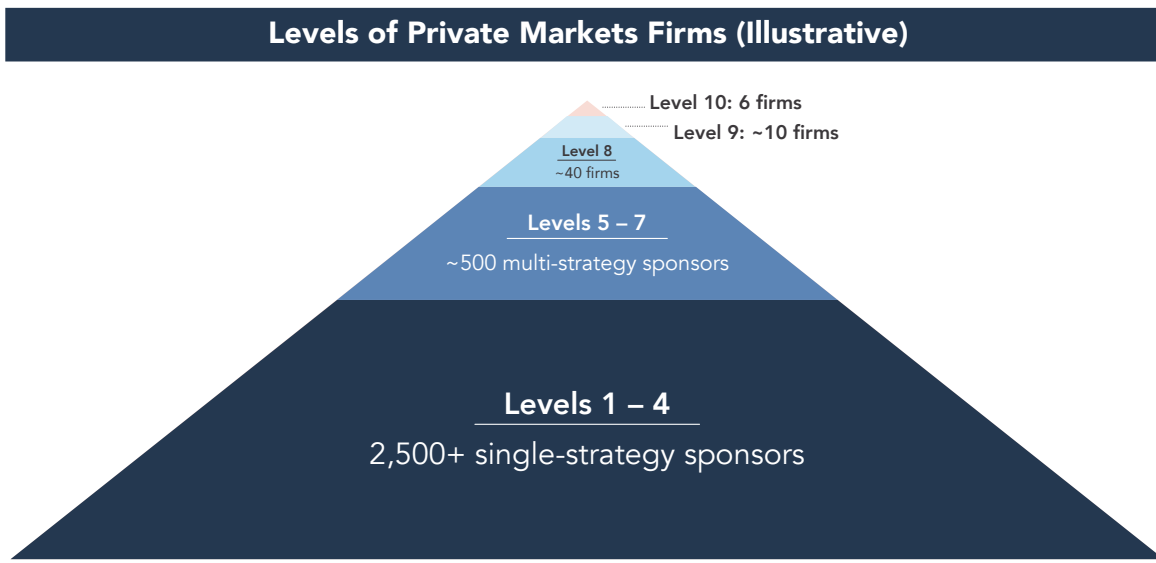 Levels of Private Markets Firms (Illustrative)
Level 10: 6 firms
Level 9: ~10 firms
Level 8
~40 firms
Levels 5 – 7
~500 multi-strategy sponsors
Levels 1 – 4
2,500+ single-strategy sponsors